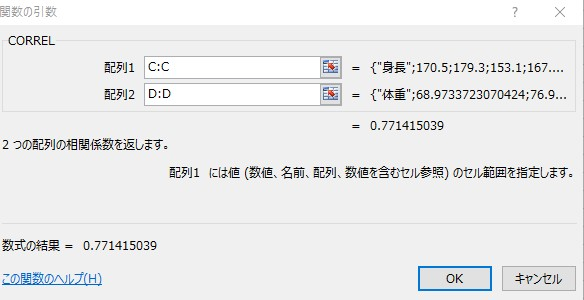 関数の引数 ? ×
CORREL
配列1 C:C = {"身長";170.5;179.3;153.1;167....
配列2 D:D = {"体重";68.9733723070424;76.9...
= 0.771415039
2 つの配列の相関係数を返します。
配列1 には値 (数値、名前、配列、数値を含むセル参照) のセル範囲を指定します。
数式の結果 = 0.771415039
この関数のヘルプ(H) OK キャンセル